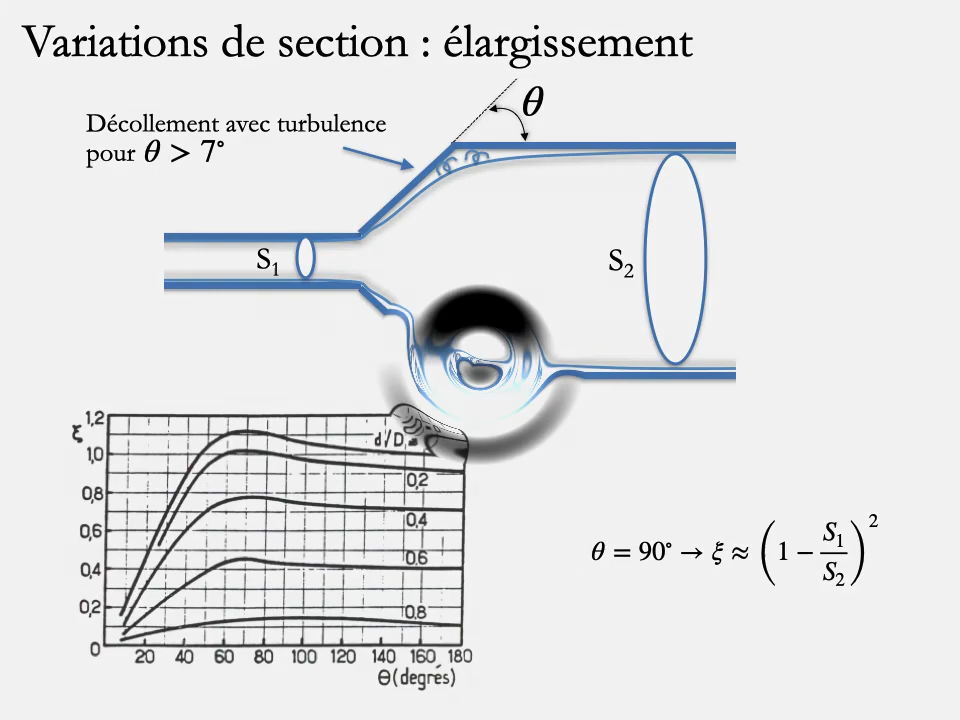 Variations de section : élargissement
θ
Décollement avec turbulence
pour θ > 7°
S₁
S₂
ξ
1,2
1,0
0,8
0,6
0,4
0,2
0
d/D=
0,2
0,4
0,6
0,8
20 40 60 80 100 120 140 160 180
Θ(degrés)
θ = 90° → ξ ≈ (1 − S₁/S₂)²